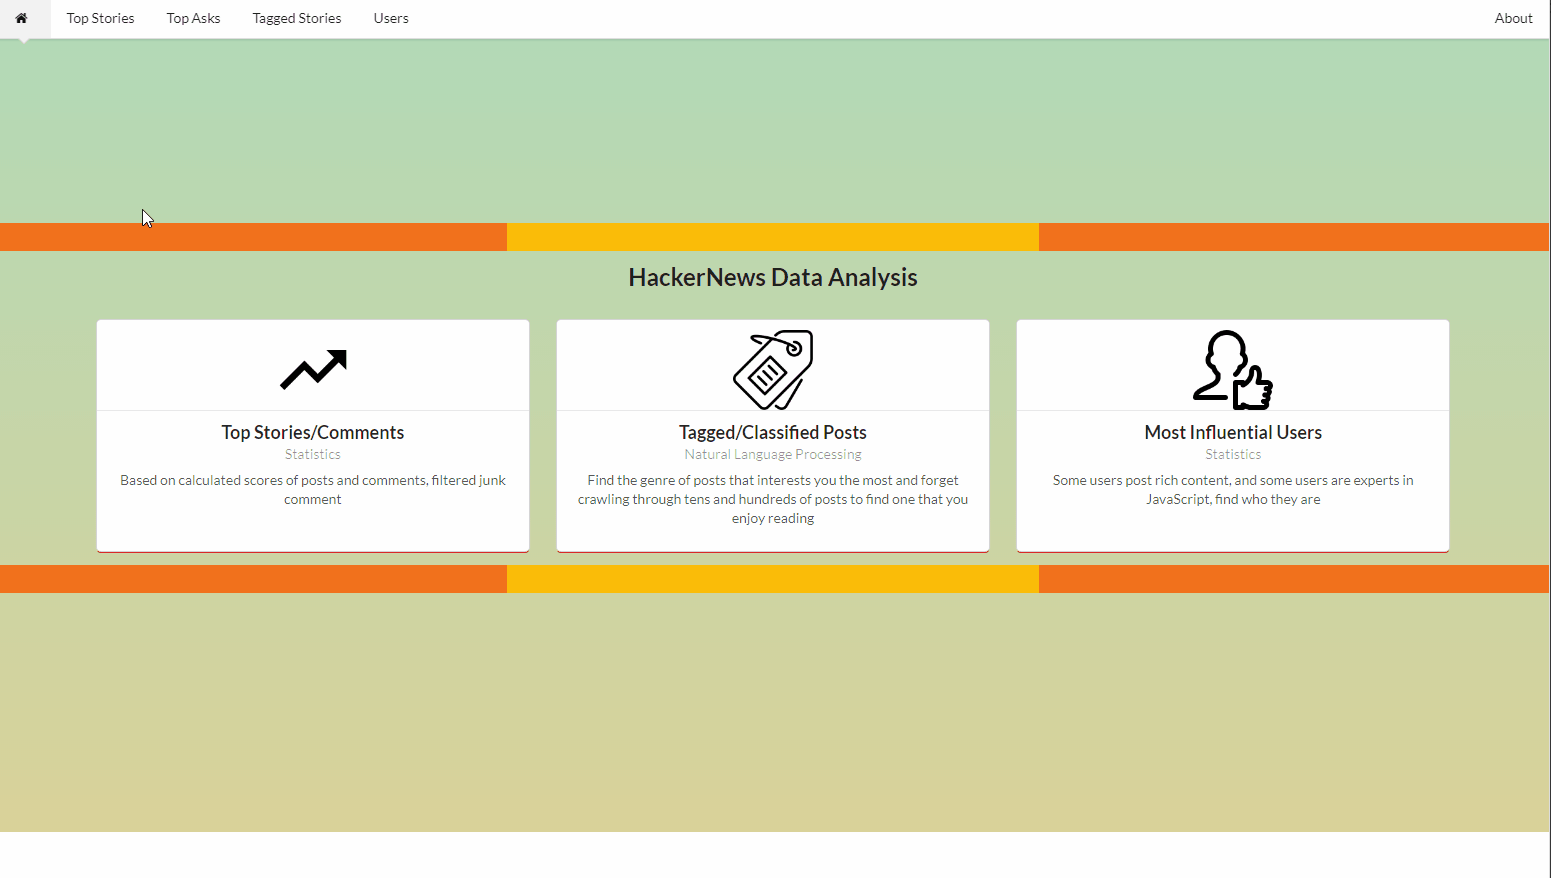 Top Stories Top Asks Tagged Stories Users About
HackerNews Data Analysis
Top Stories/Comments
Statistics
Based on calculated scores of posts and comments, filtered junk
comment
Tagged/Classified Posts
Natural Language Processing
Find the genre of posts that interests you the most and forget
crawling through tens and hundreds of posts to find one that you
enjoy reading
Most Influential Users
Statistics
Some users post rich content, and some users are experts in
JavaScript, find who they are